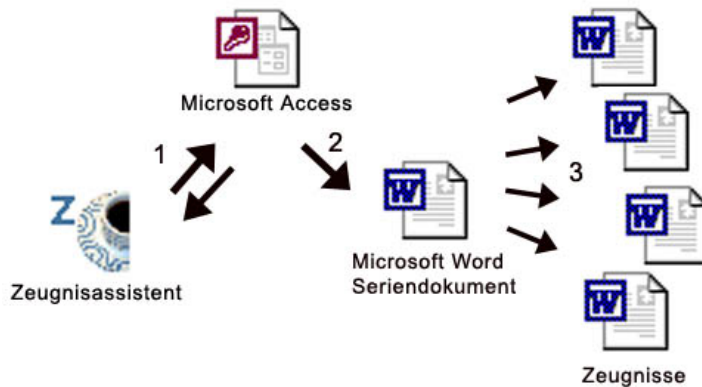 Microsoft Access
1
2
3
Z
Zeugnisassistent
Microsoft Word
Seriendokument
W
W
W
W
W
Zeugnisse